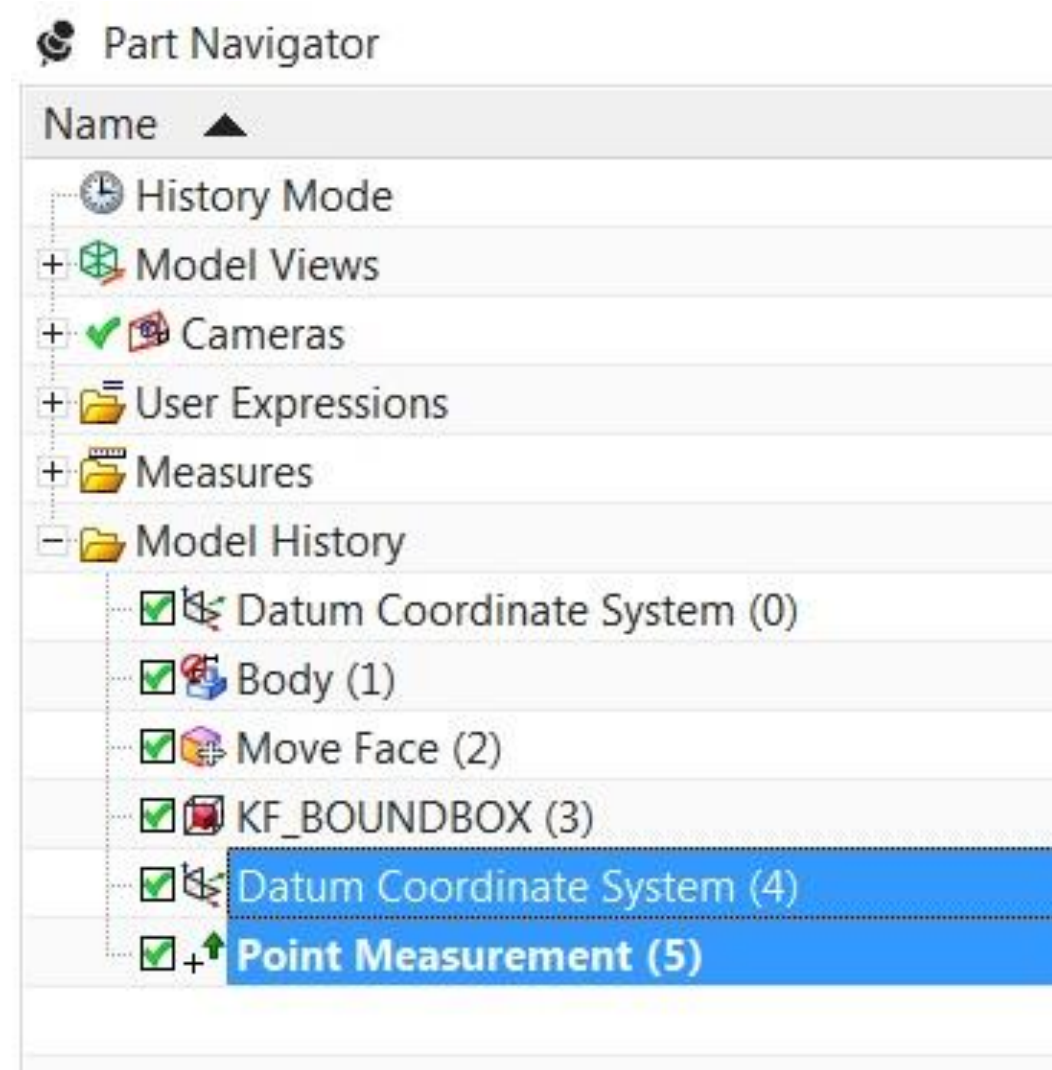 Part Navigator
Name
History Mode
Model Views
Cameras
User Expressions
Measures
Model History
Datum Coordinate System (0)
Body (1)
Move Face (2)
KF_BOUNDBOX (3)
Datum Coordinate System (4)
Point Measurement (5)